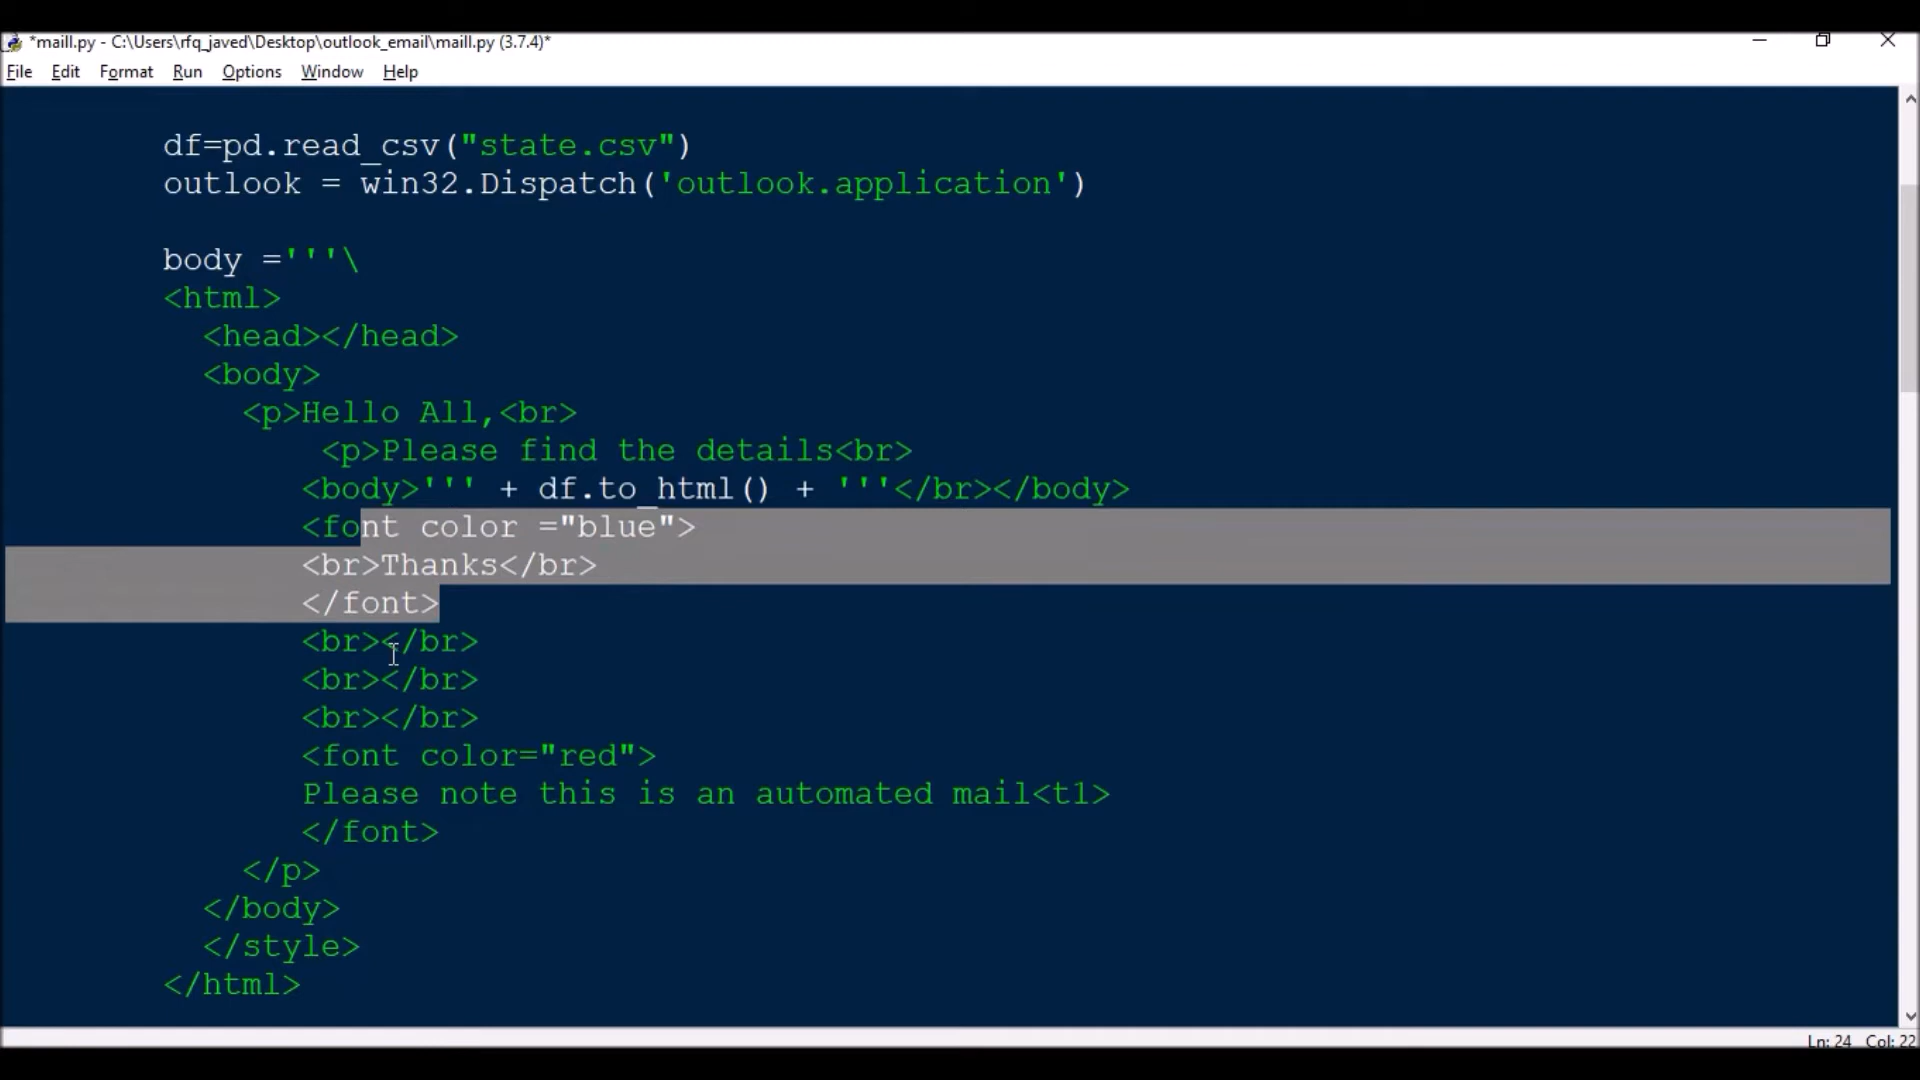 *maill.py - C:\Users\rfq_javed\Desktop\outlook_email\maill.py (3.7.4)*
File Edit Format Run Options Window Help
df=pd.read_csv("state.csv")
outlook = win32.Dispatch('outlook.application')
body ='''\
<html>
<head></head>
<body>
<p>Hello All,<br>
<p>Please find the details<br>
<body>''' + df.to_html() + '''</br></body>
<font color ="blue">
<br>Thanks</br>
</font>
<br></br>
<br></br>
<br></br>
<font color="red">
Please note this is an automated mail<t1>
</font>
</p>
</body>
</style>
</html>
Ln: 24 Col: 22